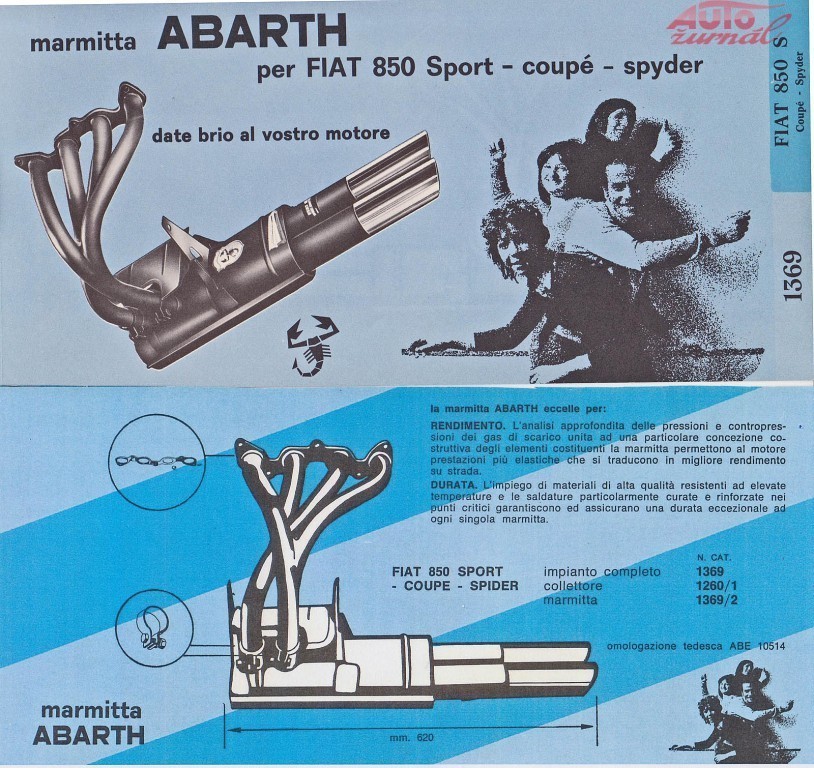 AUTO
žurnál
marmitta ABARTH
per FIAT 850 Sport - coupé - spyder
date brio al vostro motore
FIAT 850 S
Coupé - Spyder
1369
la marmitta ABARTH eccelle per:
RENDIMENTO. L'analisi approfondita delle pressioni e contropres-
sioni dei gas di scarico unita ad una particolare concezione co-
struttiva degli elementi costituenti la marmitta permettono al motore
prestazioni più elastiche che si traducono in migliore rendimento
su strada.
DURATA. L'impiego di materiali di alta qualità resistenti ad elevate
temperature e le saldature particolarmente curate e rinforzate nei
punti critici garantiscono ed assicurano una durata eccezionale ad
ogni singola marmitta.
N. CAT.
FIAT 850 SPORT impianto completo 1369
- COUPE - SPIDER collettore 1260/1
marmitta 1369/2
omologazione tedesca ABE 10514
marmitta
ABARTH
mm. 620